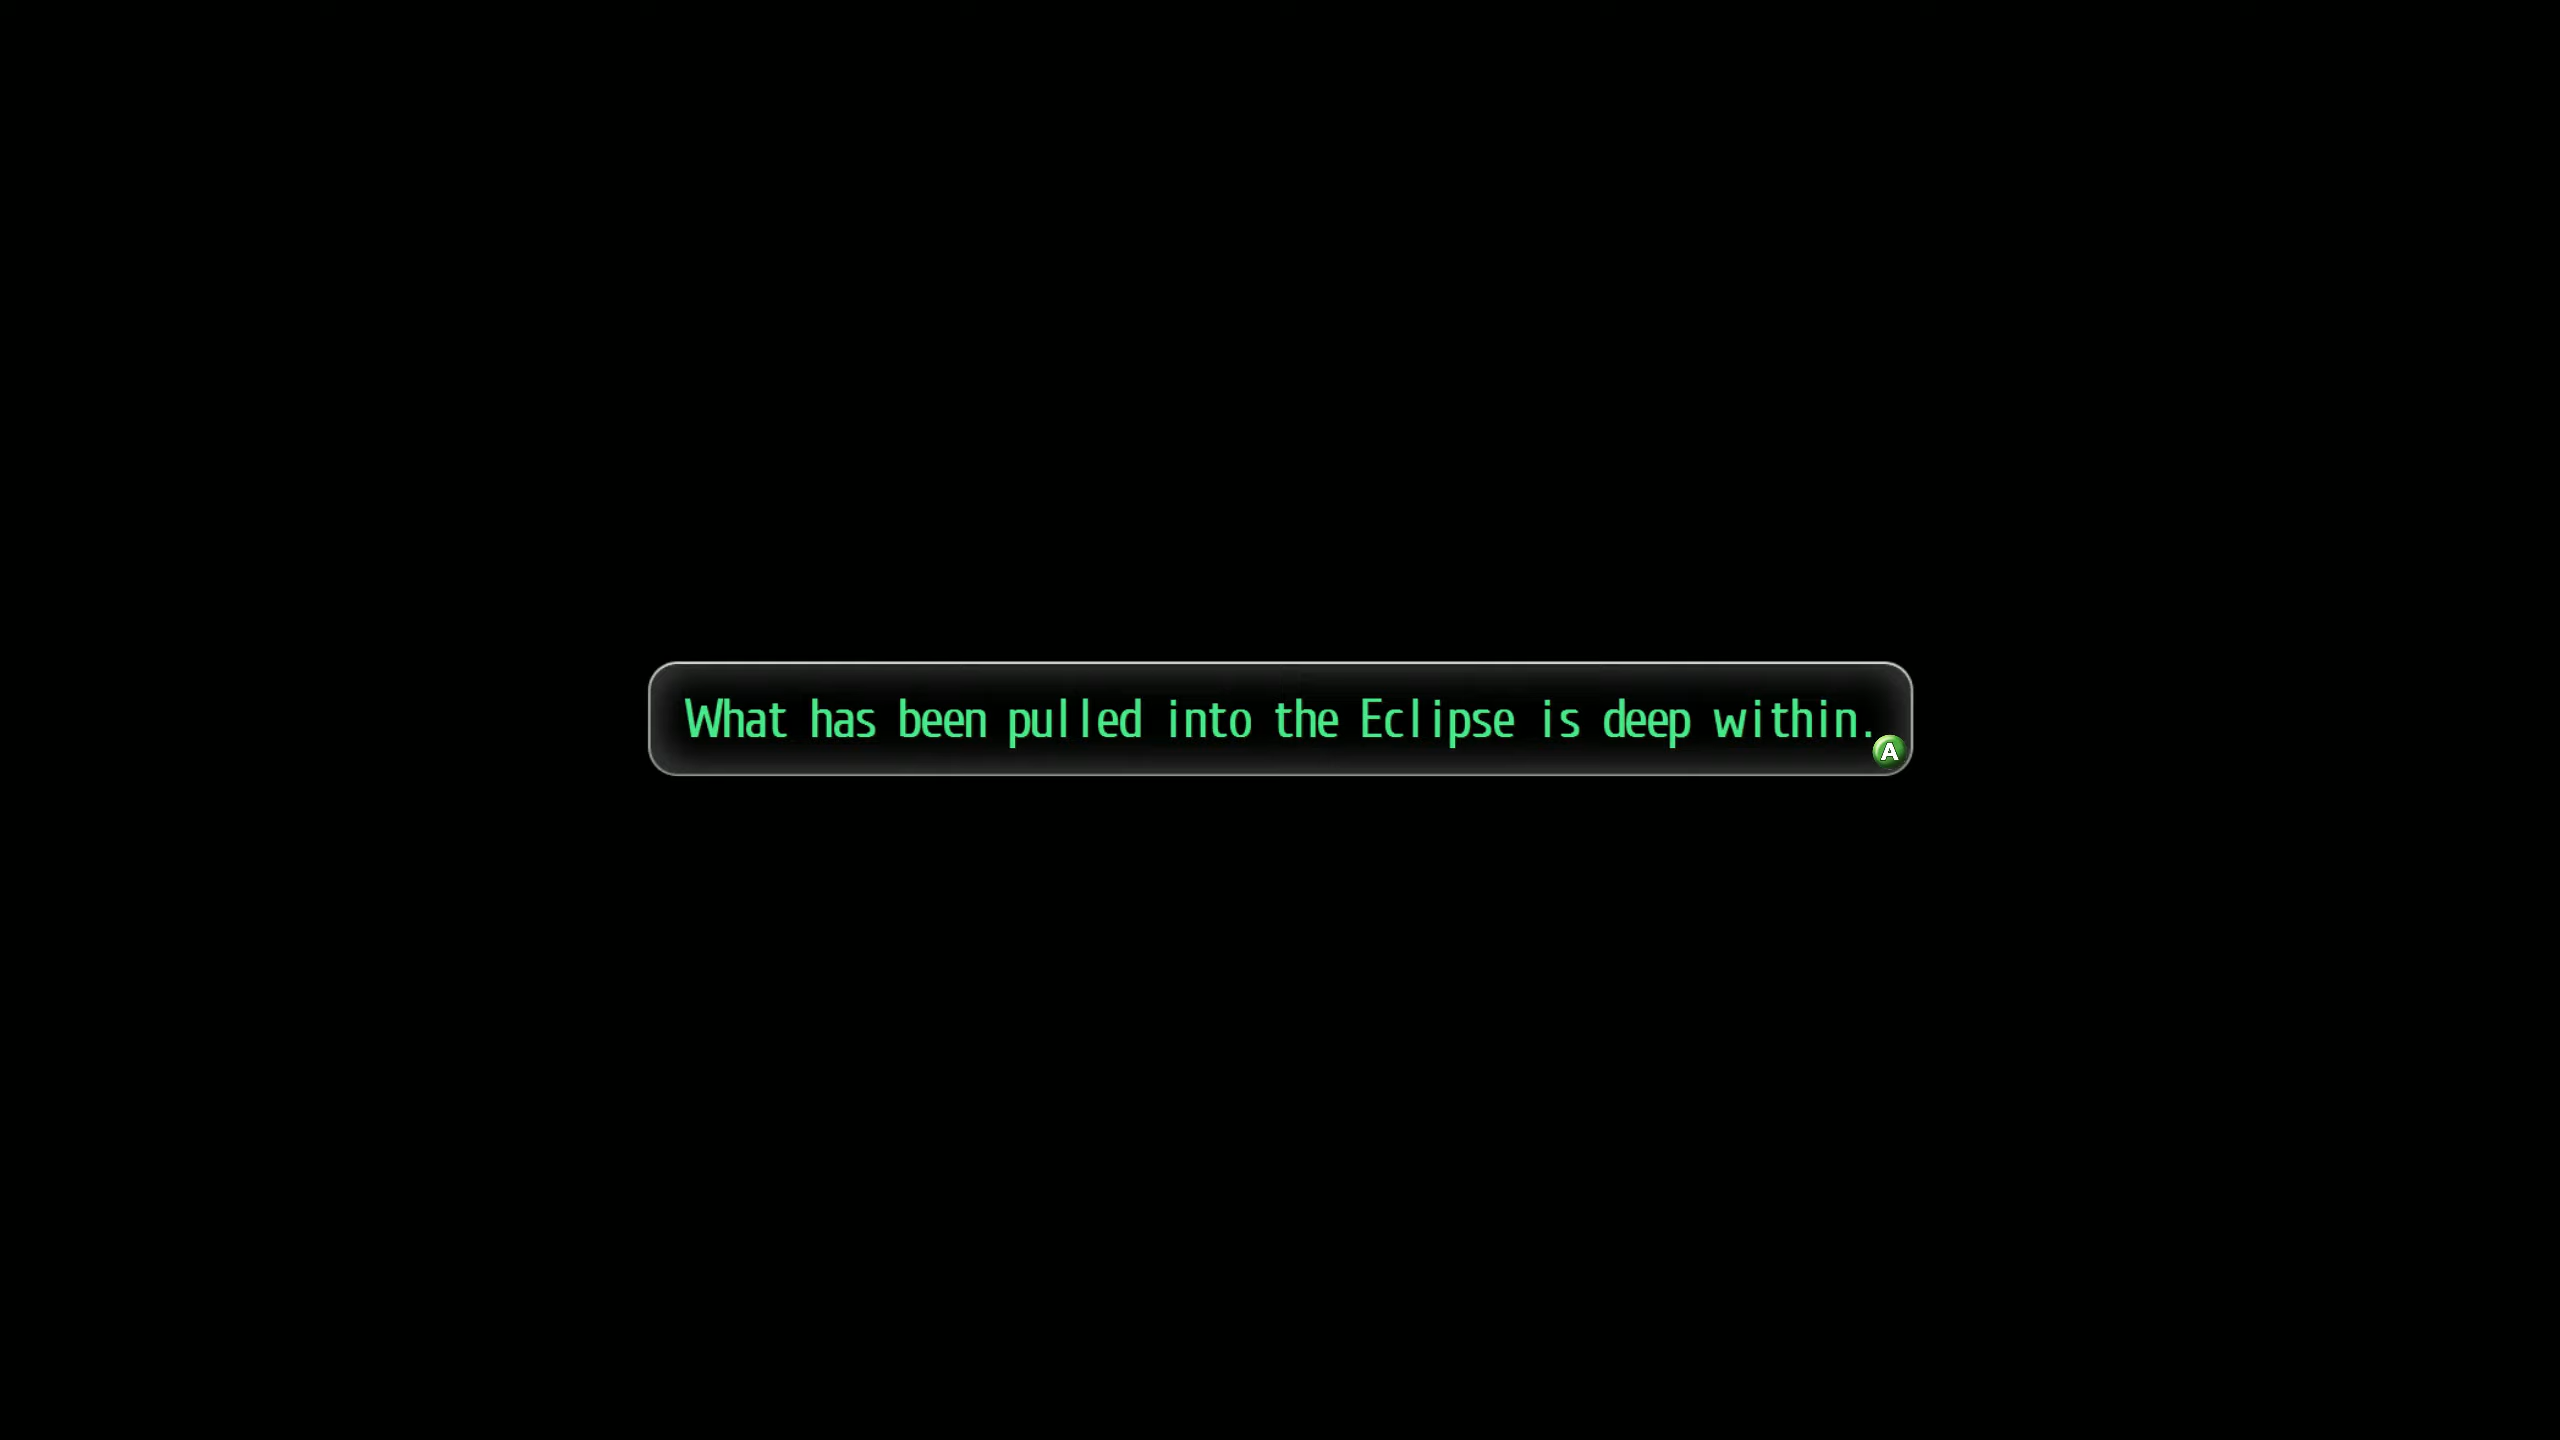 What has been pulled into the Eclipse is deep within.
A